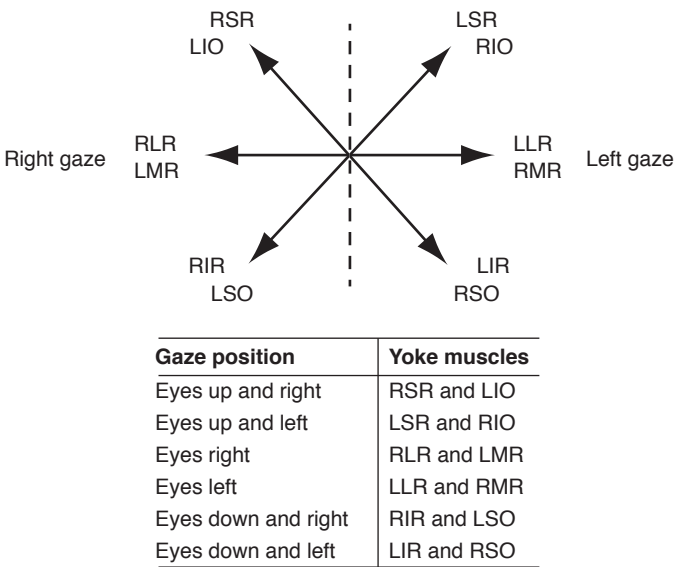 RSR LSR
LIO RIO
Right gaze RLR LLR Left gaze
LMR RMR
RIR LIR
LSO RSO
Gaze position Yoke muscles
Eyes up and right RSR and LIO
Eyes up and left LSR and RIO
Eyes right RLR and LMR
Eyes left LLR and RMR
Eyes down and right RIR and LSO
Eyes down and left LIR and RSO